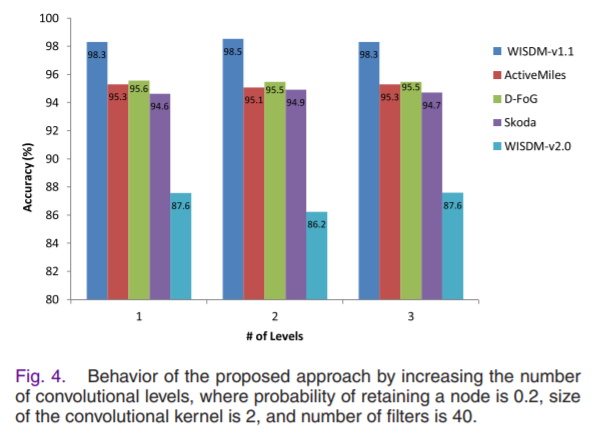 100
98
96
94
92
90
88
86
84
82
80
Accuracy (%)
98.3
95.3
95.6
94.6
87.6
98.5
95.1
95.5
94.9
86.2
98.3
95.3
95.5
94.7
87.6
1
2
3
# of Levels
WISDM-v1.1
ActiveMiles
D-FoG
Skoda
WISDM-v2.0
Fig. 4. Behavior of the proposed approach by increasing the number
of convolutional levels, where probability of retaining a node is 0.2, size
of the convolutional kernel is 2, and number of filters is 40.